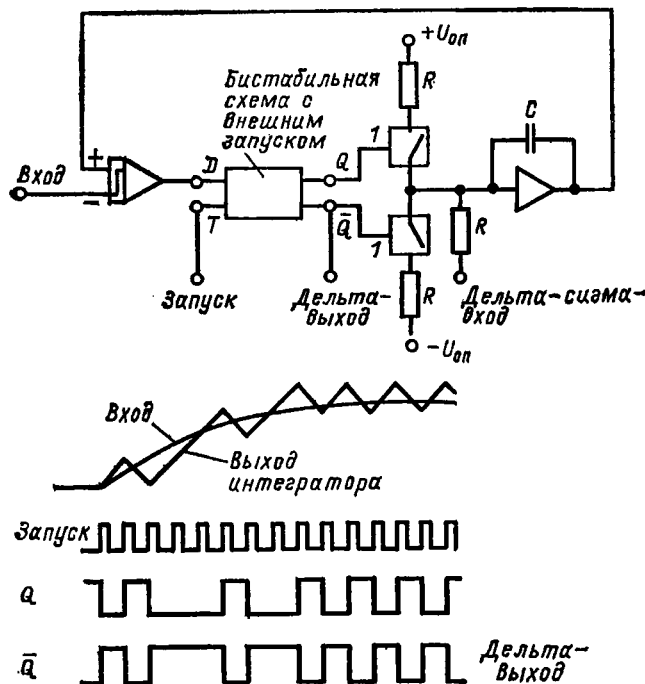 +Uоп
Бистабильная
схема с
внешним
запуском
R
C
1
+
D
Q
Вход
−
T
Q̄
1
R
Запуск
Дельта-
выход
R
Дельта-сигма-
вход
−Uоп
Вход
Выход
интегратора
Запуск
Q
Q̄
Дельта-
Выход